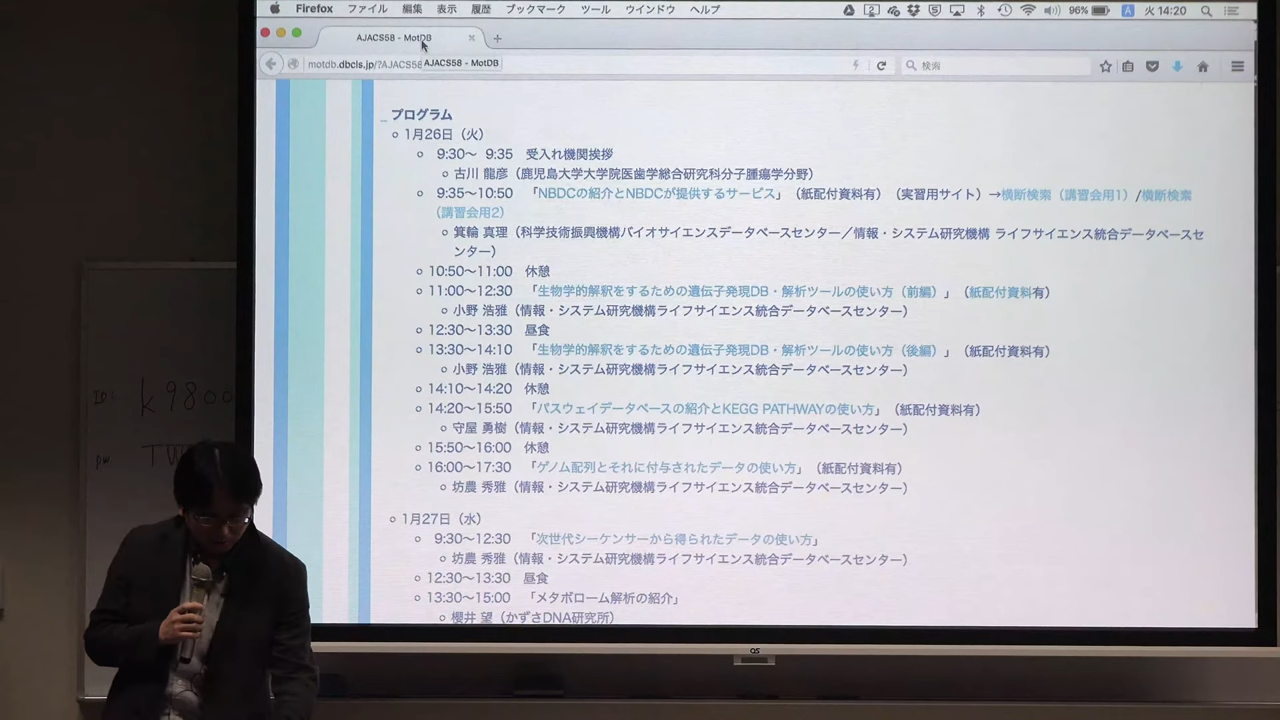 Firefox ファイル 編集 表示 履歴 ブックマーク ツール ウインドウ ヘルプ 96% A 火 14:20
AJACS58 - MotDB
motdb.dbcls.jp/?AJACS58
AJACS58 - MotDB
検索
プログラム
1月26日（火）
9:30〜 9:35 受入れ機関挨拶
古川 龍彦（鹿児島大学大学院医歯学総合研究科分子腫瘍学分野）
9:35〜10:50 「NBDCの紹介とNBDCが提供するサービス」（紙配付資料有）（実習用サイト）→横断検索（講習会用1）/横断検索
（講習会用2）
箕輪 真理（科学技術振興機構バイオサイエンスデータベースセンター／情報・システム研究機構 ライフサイエンス統合データベースセ
ンター）
10:50〜11:00 休憩
11:00〜12:30 「生物学的解釈をするための遺伝子発現DB・解析ツールの使い方（前編）」（紙配付資料有）
小野 浩雅（情報・システム研究機構ライフサイエンス統合データベースセンター）
12:30〜13:30 昼食
13:30〜14:10 「生物学的解釈をするための遺伝子発現DB・解析ツールの使い方（後編）」（紙配付資料有）
小野 浩雅（情報・システム研究機構ライフサイエンス統合データベースセンター）
14:10〜14:20 休憩
14:20〜15:50 「パスウェイデータベースの紹介とKEGG PATHWAYの使い方」（紙配付資料有）
守屋 勇樹（情報・システム研究機構ライフサイエンス統合データベースセンター）
15:50〜16:00 休憩
16:00〜17:30 「ゲノム配列とそれに付与されたデータの使い方」（紙配付資料有）
坊農 秀雅（情報・システム研究機構ライフサイエンス統合データベースセンター）
1月27日（水）
9:30〜12:30 「次世代シーケンサーから得られたデータの使い方」
坊農 秀雅（情報・システム研究機構ライフサイエンス統合データベースセンター）
12:30〜13:30 昼食
13:30〜15:00 「メタボローム解析の紹介」
櫻井 望（かずさDNA研究所）
ID: k9800
pw TW